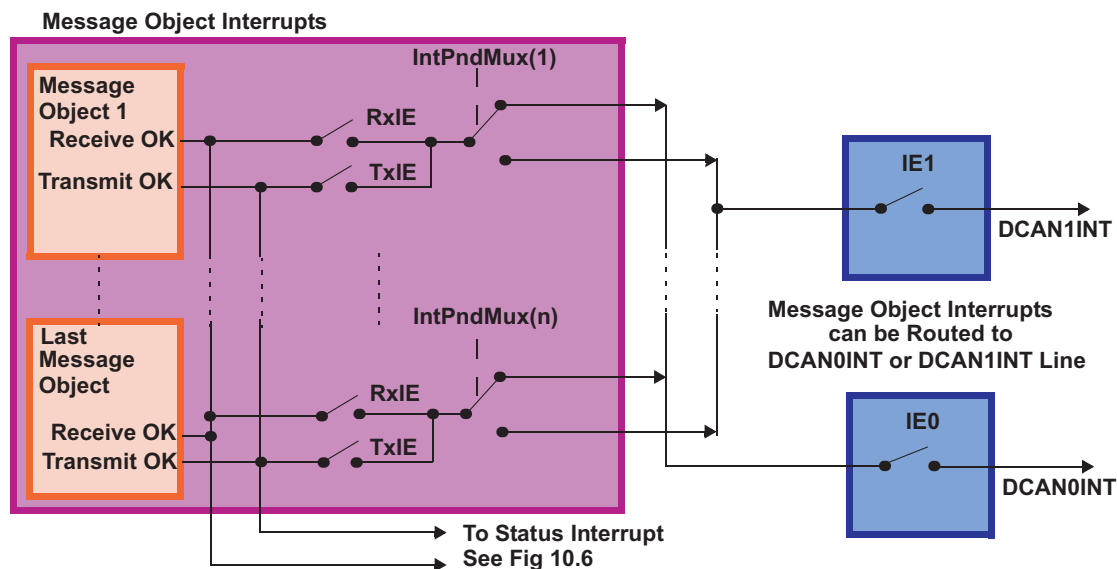 Message Object Interrupts
IntPndMux(1)
Message
Object 1
Receive OK
RxIE
Transmit OK
TxIE
IE1
DCAN1INT
IntPndMux(n)
Message Object Interrupts
can be Routed to
DCAN0INT or DCAN1INT Line
Last
Message
Object
RxIE
Receive OK
TxIE
Transmit OK
IE0
DCAN0INT
To Status Interrupt
See Fig 10.6